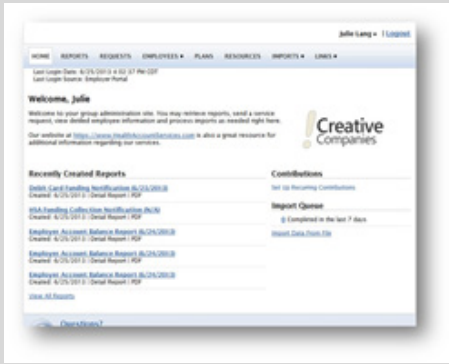 Julie Lang | Logout
HOME REPORTS REQUESTS EMPLOYEES PLANS RESOURCES IMPORTS LINKS
Last Login Date: 6/25/2013 4:02:37 PM CDT
Last Login Source: Employer Portal
Welcome, Julie
Welcome to your group administration site. You may retrieve reports, send a service
request, view detailed employee information and process imports as needed right here.
Our website at https://www.HealthAccountServices.com is also a great resource for
additional information regarding our services.
Creative
Companies
Recently Created Reports
Debit Card Funding Notification (6/23/2013)
Created: 6/25/2013 | Detail Report | PDF
HSA Funding Collection Notification (N/A)
Created: 6/25/2013 | Detail Report | PDF
Employer Account Balance Report (6/24/2013)
Created: 6/25/2013 | Detail Report | PDF
Employer Account Balance Report (6/24/2013)
Created: 6/25/2013 | Detail Report | PDF
Employer Account Balance Report (6/24/2013)
Created: 6/25/2013 | Detail Report | PDF
View All Reports
Contributions
Set Up Recurring Contributions
Import Queue
0 Completed in the last 7 days
Import Data From File
Questions?